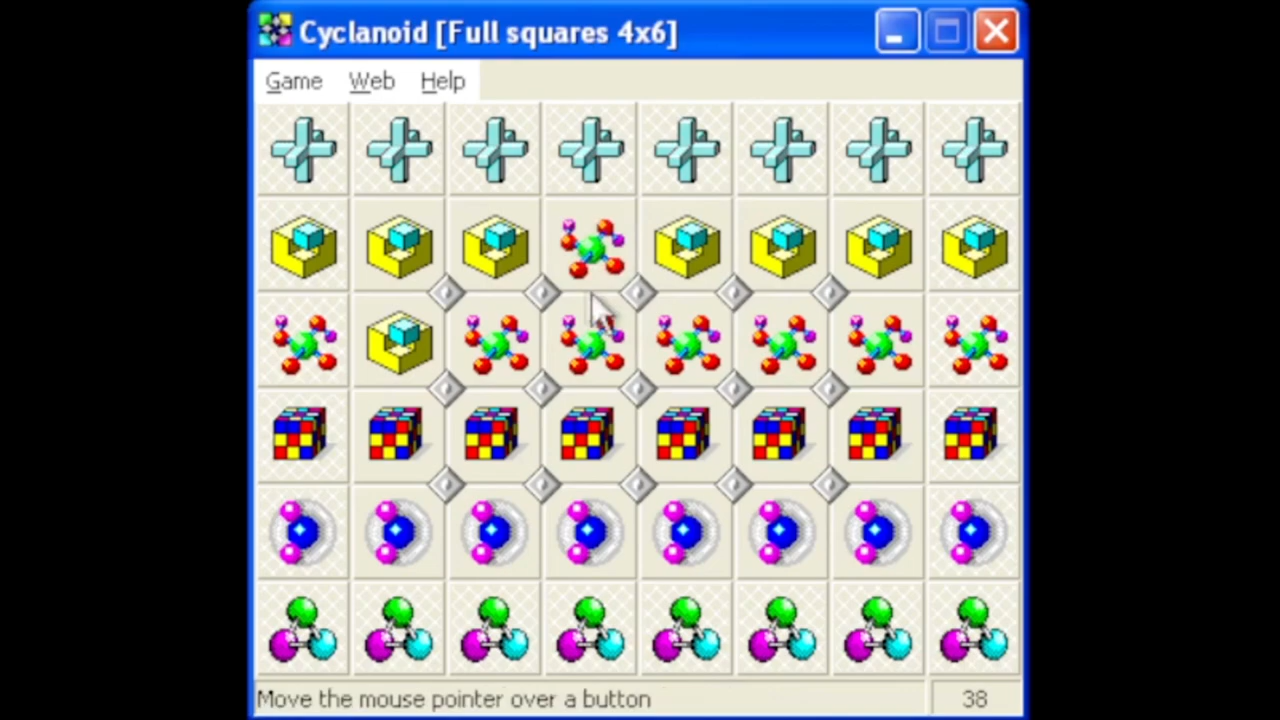 Cyclanoid [Full squares 4x6]
Game Web Help
Move the mouse pointer over a button 38